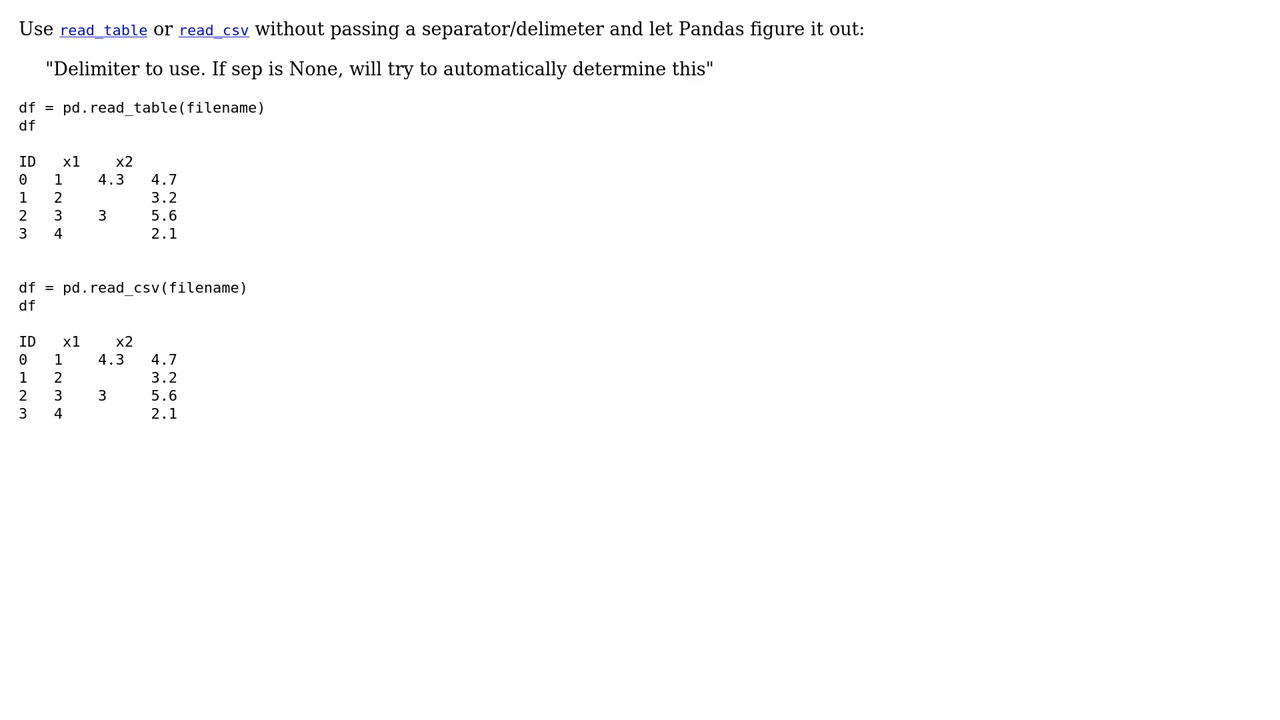 Use read_table or read_csv without passing a separator/delimeter and let Pandas figure it out:
"Delimiter to use. If sep is None, will try to automatically determine this"
df = pd.read_table(filename)
df
ID   x1    x2
0   1    4.3   4.7
1   2          3.2
2   3    3     5.6
3   4          2.1
df = pd.read_csv(filename)
df
ID   x1    x2
0   1    4.3   4.7
1   2          3.2
2   3    3     5.6
3   4          2.1